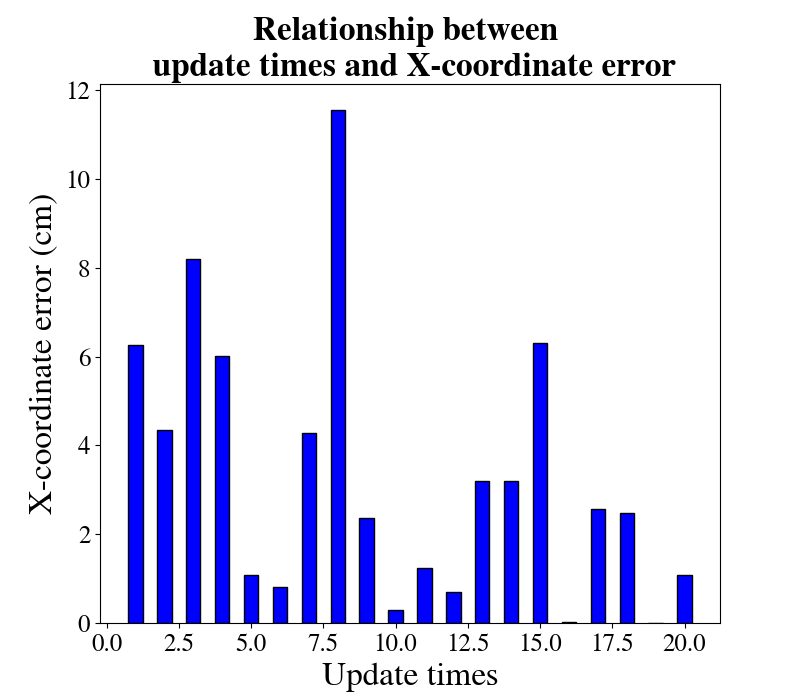 Relationship between
update times and X-coordinate error
12
10
8
6
4
2
0
X-coordinate error (cm)
0.0 2.5 5.0 7.5 10.0 12.5 15.0 17.5 20.0
Update times